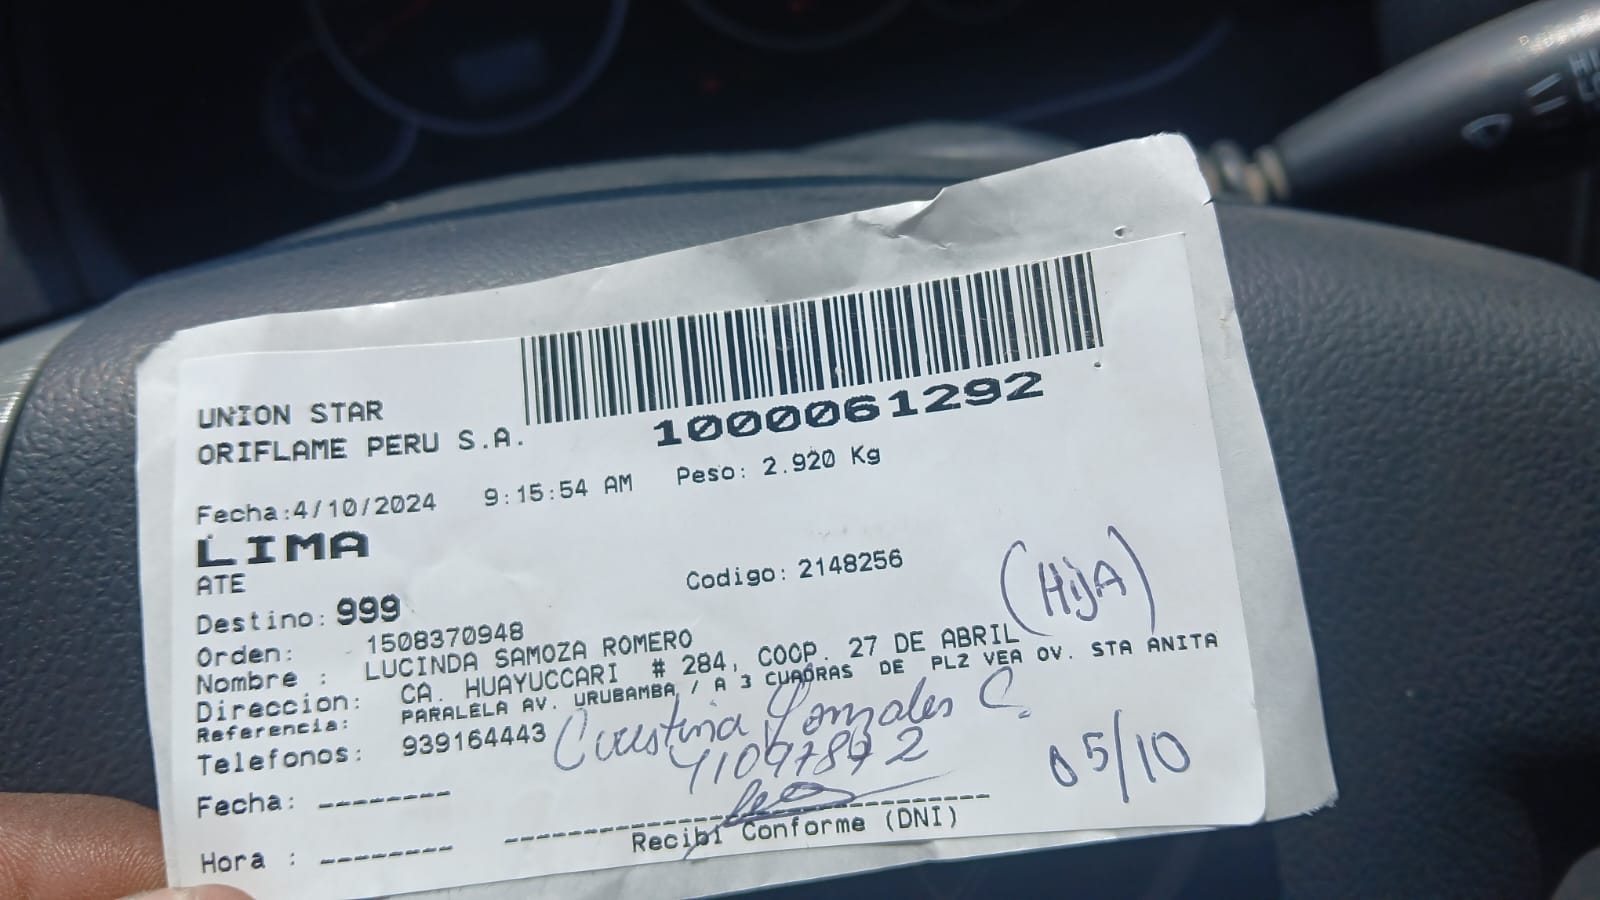 UNION STAR
ORIFLAME PERU S.A.
1000061292
Fecha:4/10/2024 9:15:54 AM Peso: 2.920 Kg
LIMA
ATE
Codigo: 2148256
(HijA)
Destino: 999
Orden: 1508370948
Nombre : LUCINDA SAMOZA ROMERO
Direccion: CA. HUAYUCCARI # 284, COOP. 27 DE ABRIL
Referencia: PARALELA AV. URUBAMBA / A 3 CUADRAS DE PLZ VEA OV. STA ANITA
Telefonos: 939164443
Cristina Gonzales C.
41097872
05/10
Fecha: --------
Hora : --------
Recibi Conforme (DNI)